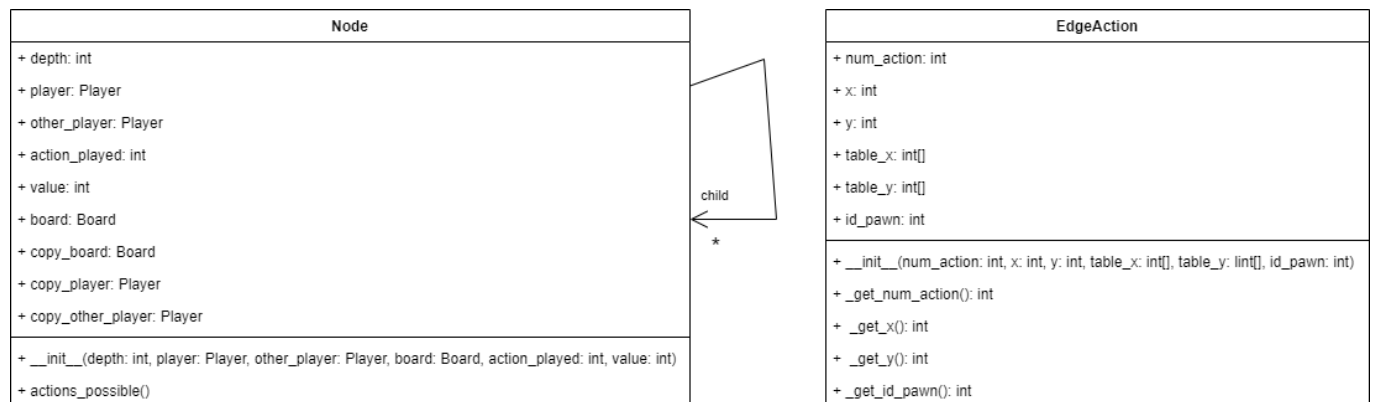 Node
+ depth: int
+ player: Player
+ other_player: Player
+ action_played: int
+ value: int
+ board: Board
+ copy_board: Board
+ copy_player: Player
+ copy_other_player: Player
+ __init__(depth: int, player: Player, other_player: Player, board: Board, action_played: int, value: int)
+ actions_possible()
child
*
EdgeAction
+ num_action: int
+ x: int
+ y: int
+ table_x: int[]
+ table_y: int[]
+ id_pawn: int
+ __init__(num_action: int, x: int, y: int, table_x: int[], table_y: lint[], id_pawn: int)
+ _get_num_action(): int
+ _get_x(): int
+ _get_y(): int
+ _get_id_pawn(): int